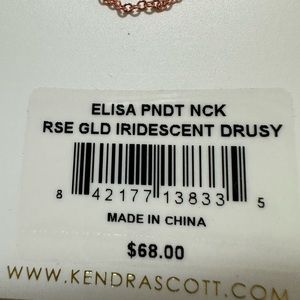 ELISA PNDT NCK
RSE GLD IRIDESCENT DRUSY
8 42177 13833 5
MADE IN CHINA
$68.00
WWW.KENDRASCOTT.COM